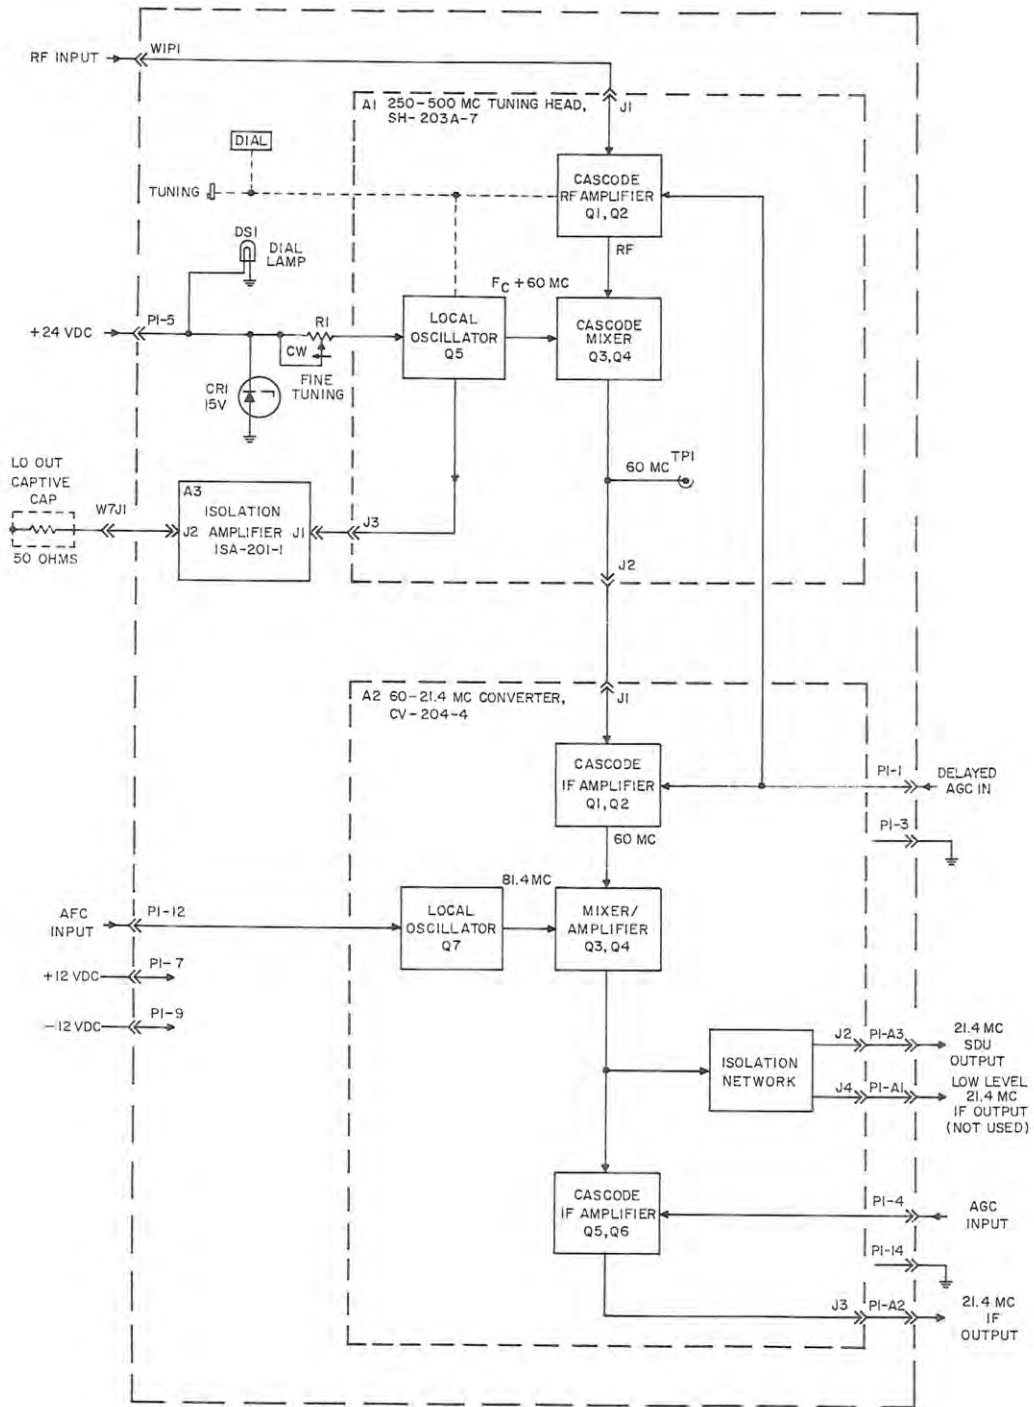 RF INPUT
W1P1
A1 250-500 MC TUNING HEAD,
SH-203A-7
J1
DIAL
TUNING
CASCODE
RF AMPLIFIER
Q1, Q2
RF
DS1
DIAL
LAMP
FC + 60 MC
+24 VDC
P1-5
R1
CW
FINE
TUNING
CR1
15V
LOCAL
OSCILLATOR
Q5
CASCODE
MIXER
Q3, Q4
60 MC
TP1
LO OUT
CAPTIVE
CAP
50 OHMS
W7J1
A3
ISOLATION
AMPLIFIER
ISA-201-1
J2
J1
J3
J2
A2 60-21.4 MC CONVERTER,
CV-204-4
J1
CASCODE
IF AMPLIFIER
Q1, Q2
P1-1
DELAYED
AGC IN
60 MC
P1-3
81.4 MC
AFC
INPUT
P1-12
LOCAL
OSCILLATOR
Q7
MIXER/
AMPLIFIER
Q3, Q4
+12 VDC
P1-7
-12 VDC
P1-9
ISOLATION
NETWORK
J2
P1-A3
21.4 MC
SDU
OUTPUT
J4
P1-A1
LOW LEVEL
21.4 MC
IF OUTPUT
(NOT USED)
CASCODE
IF AMPLIFIER
Q5, Q6
P1-4
AGC
INPUT
P1-14
J3
P1-A2
21.4 MC
IF
OUTPUT